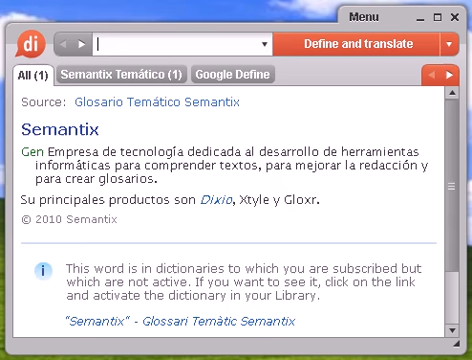 Menu
di
Define and translate
All (1) Semantix Temático (1) Google Define
Source: Glosario Temático Semantix
Semantix
Gen Empresa de tecnología dedicada al desarrollo de herramientas
informáticas para comprender textos, para mejorar la redacción y
para crear glosarios.
Su principales productos son Dixio, Xtyle y Gloxr.
© 2010 Semantix
i
This word is in dictionaries to which you are subscribed but
which are not active. If you want to see it, click on the link
and activate the dictionary in your Library.
"Semantix" - Glossari Temàtic Semantix